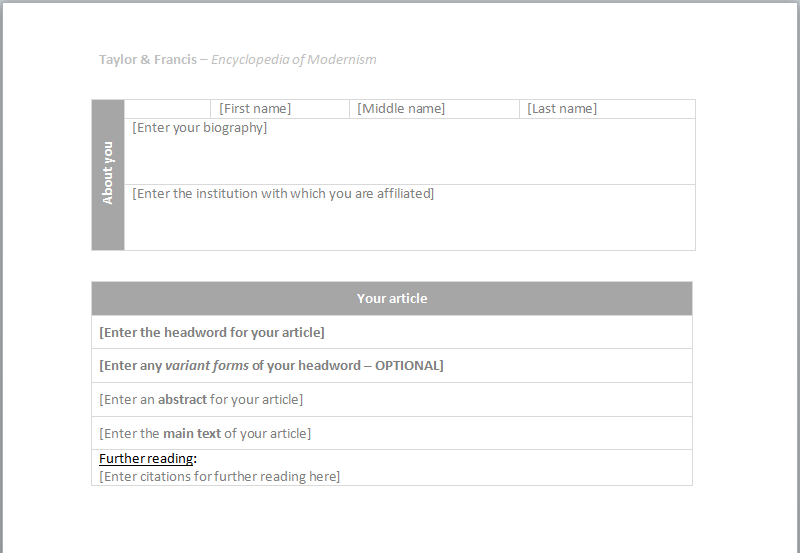 Taylor & Francis – Encyclopedia of Modernism
About you
[First name] [Middle name] [Last name]
[Enter your biography]
[Enter the institution with which you are affiliated]
Your article
[Enter the headword for your article]
[Enter any variant forms of your headword – OPTIONAL]
[Enter an abstract for your article]
[Enter the main text of your article]
Further reading:
[Enter citations for further reading here]